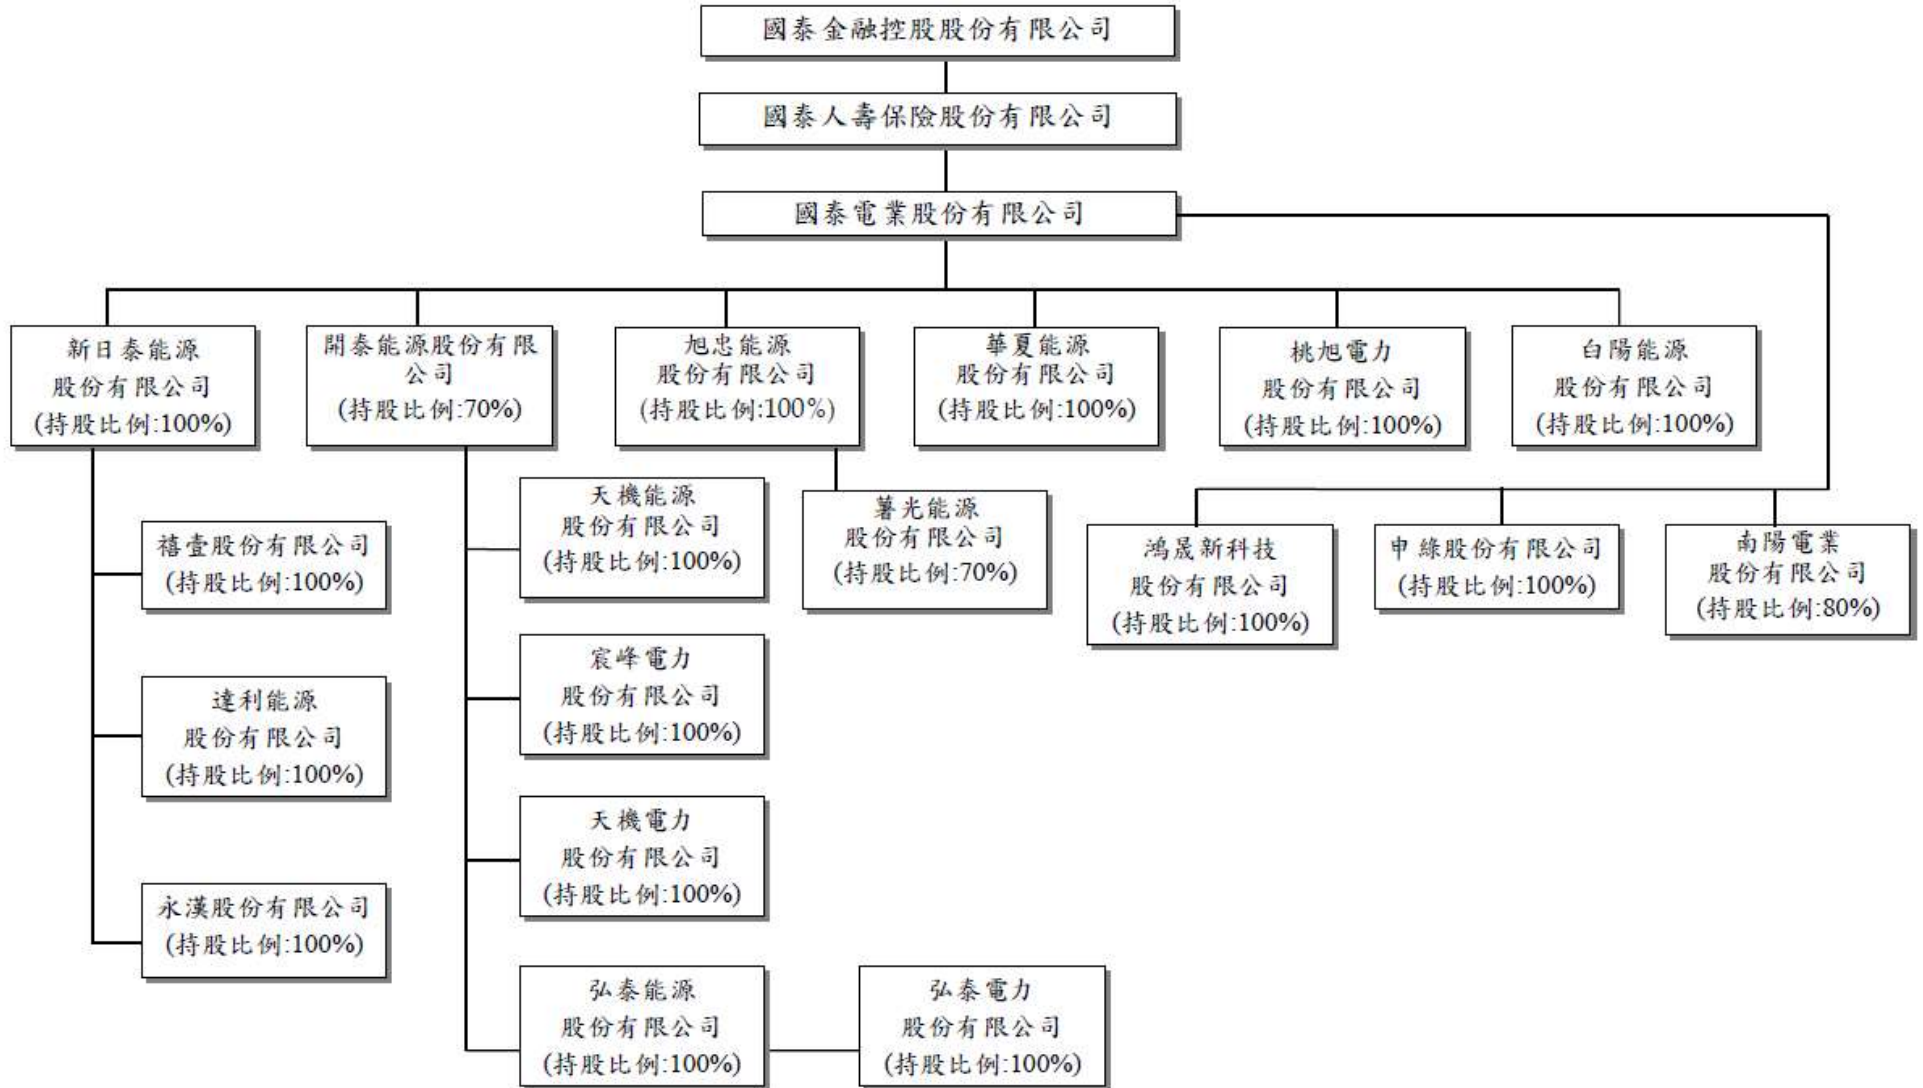 國泰金融控股股份有限公司
國泰人壽保險股份有限公司
國泰電業股份有限公司
新日泰能源
股份有限公司
(持股比例:100%)
開泰能源股份有限
公司
(持股比例:70%)
旭忠能源
股份有限公司
(持股比例:100%)
華夏能源
股份有限公司
(持股比例:100%)
桃旭電力
股份有限公司
(持股比例:100%)
白陽能源
股份有限公司
(持股比例:100%)
禧壹股份有限公司
(持股比例:100%)
達利能源
股份有限公司
(持股比例:100%)
永漢股份有限公司
(持股比例:100%)
天機能源
股份有限公司
(持股比例:100%)
宸峰電力
股份有限公司
(持股比例:100%)
天機電力
股份有限公司
(持股比例:100%)
弘泰能源
股份有限公司
(持股比例:100%)
弘泰電力
股份有限公司
(持股比例:100%)
薯光能源
股份有限公司
(持股比例:70%)
鴻晟新科技
股份有限公司
(持股比例:100%)
申綠股份有限公司
(持股比例:100%)
南陽電業
股份有限公司
(持股比例:80%)